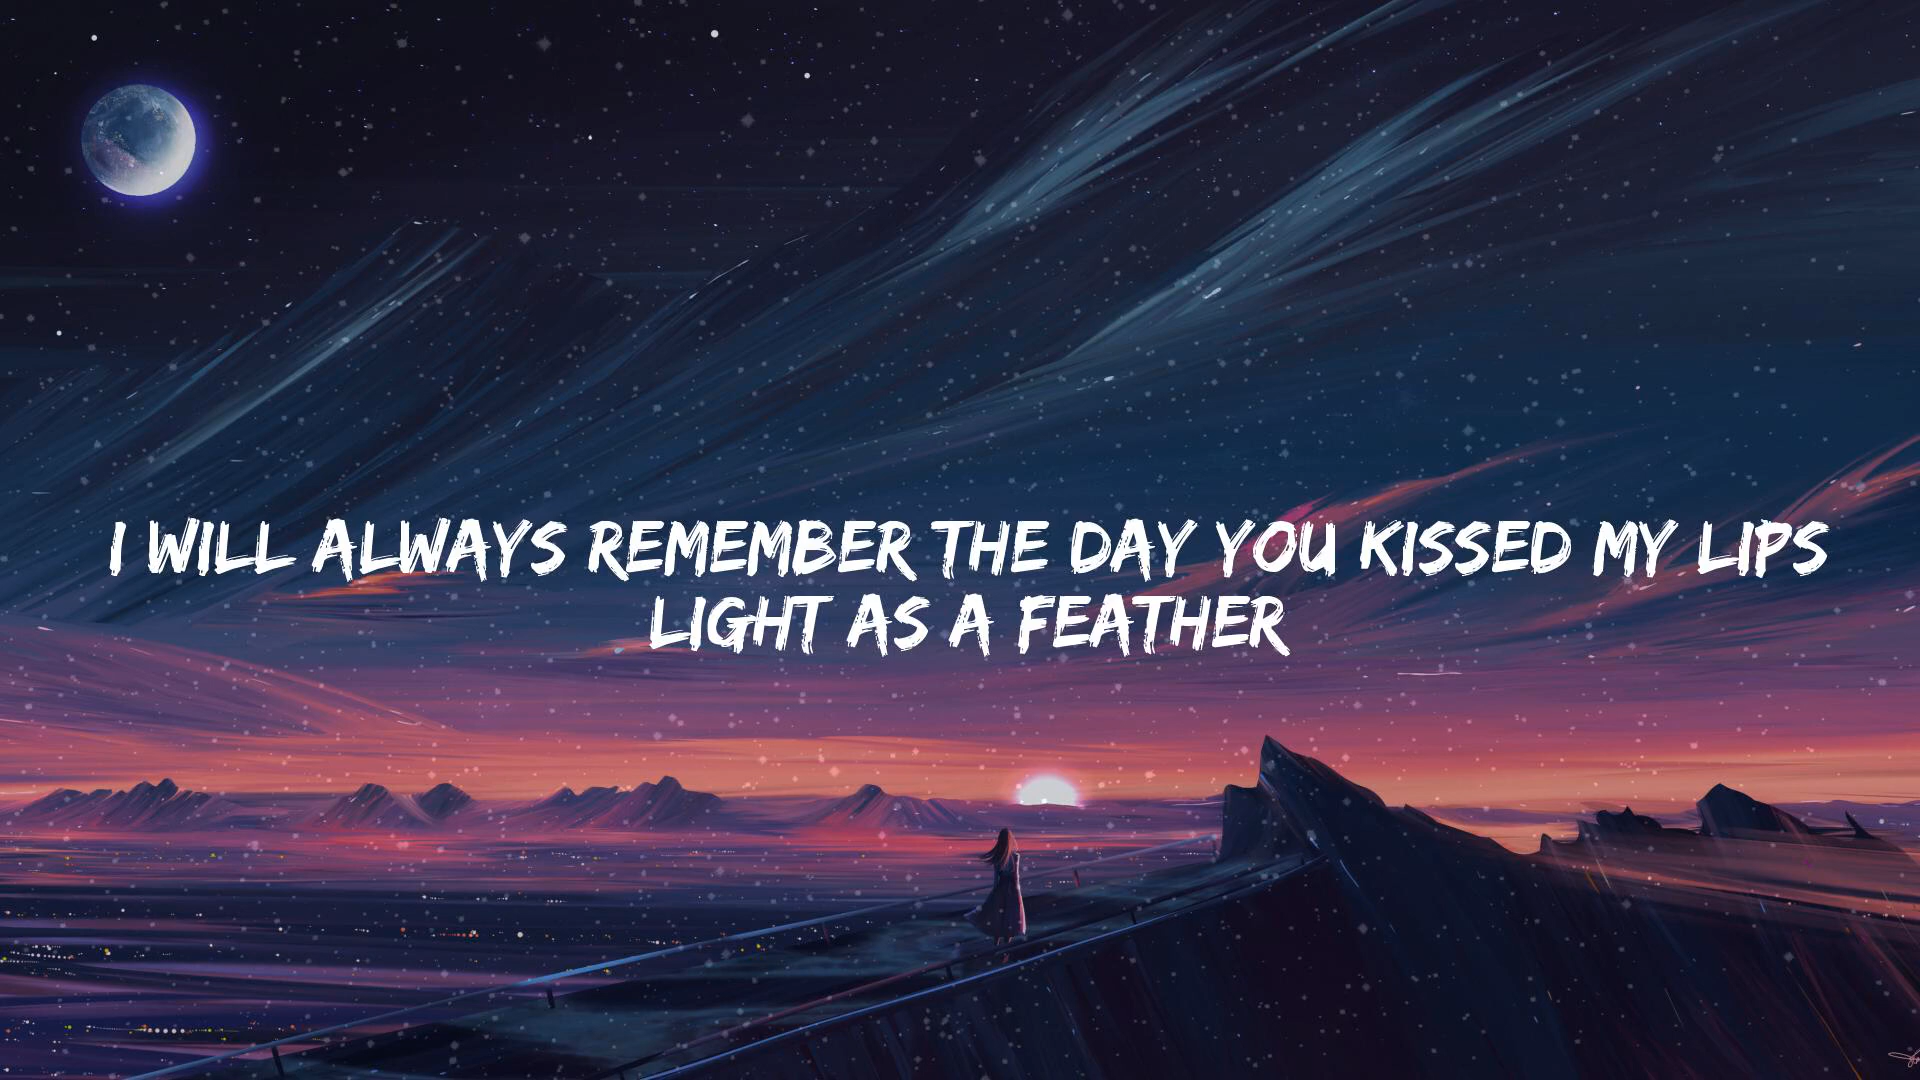 I WILL ALWAYS REMEMBER THE DAY YOU KISSED MY LIPS
LIGHT AS A FEATHER